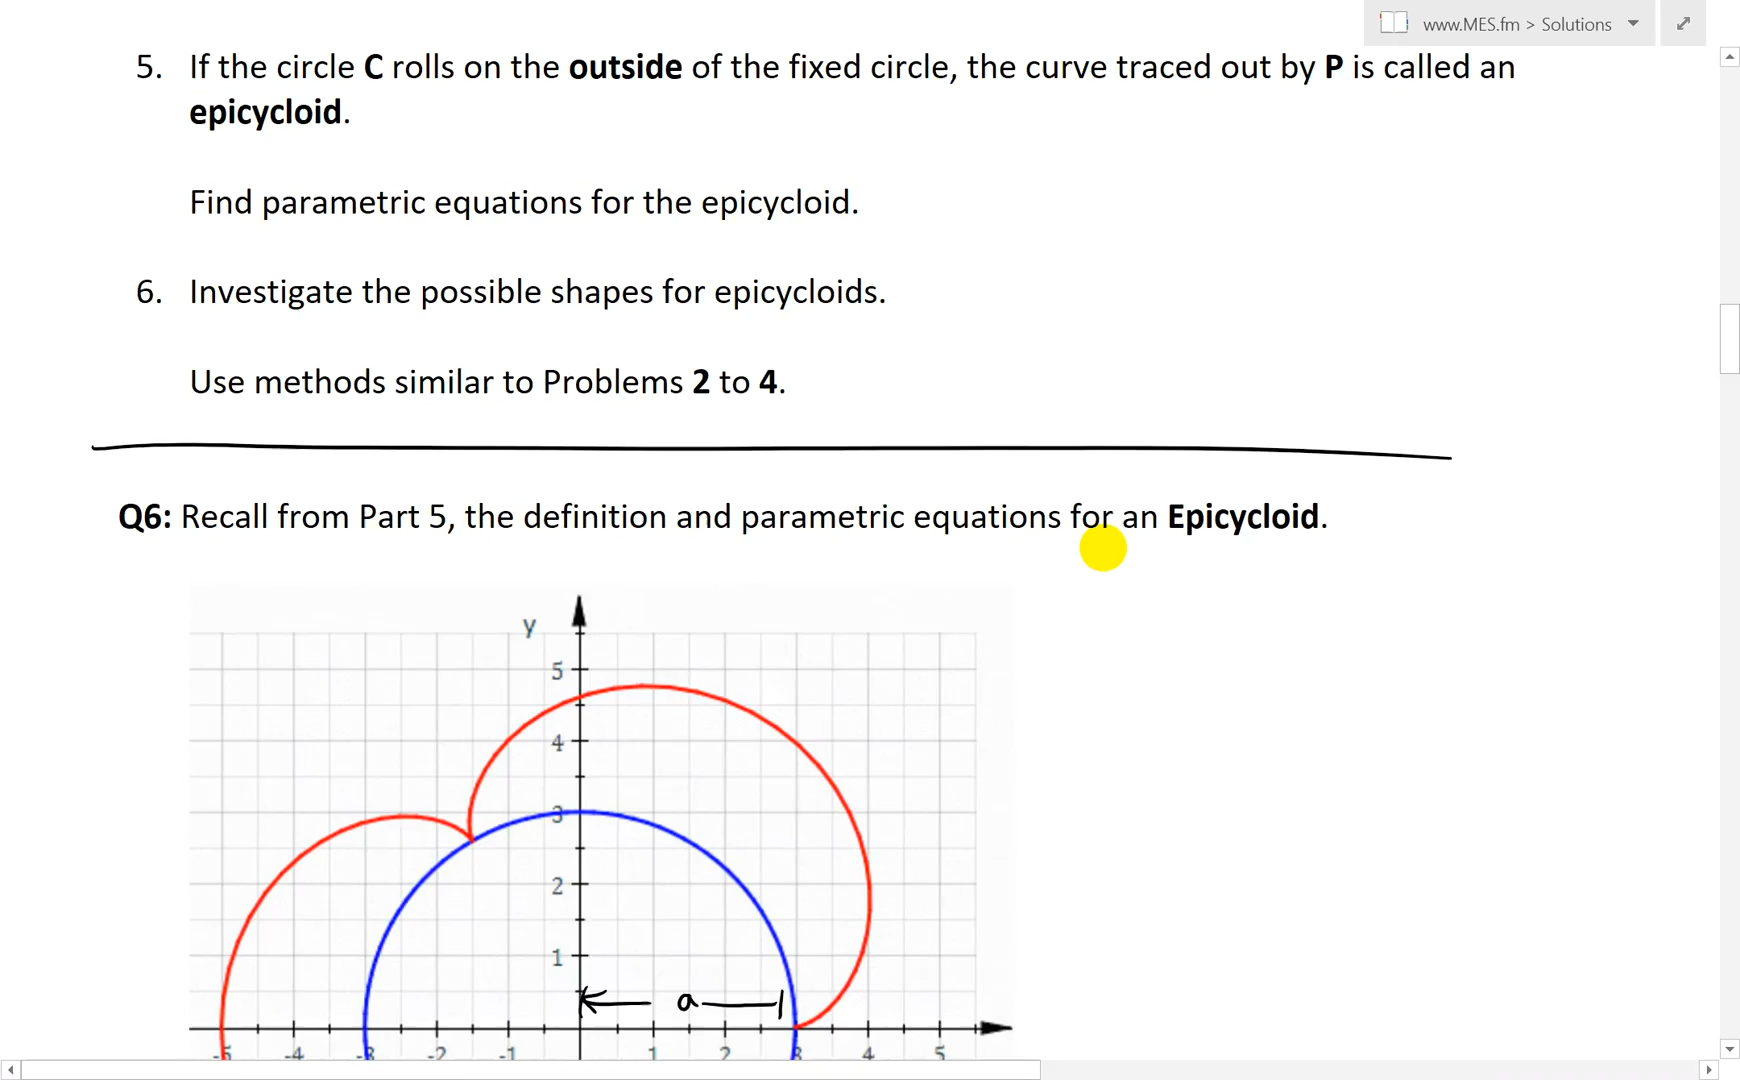 www.MES.fm > Solutions
5. If the circle C rolls on the outside of the fixed circle, the curve traced out by P is called an
epicycloid.
Find parametric equations for the epicycloid.
6. Investigate the possible shapes for epicycloids.
Use methods similar to Problems 2 to 4.
Q6: Recall from Part 5, the definition and parametric equations for an Epicycloid.
y
5
4
3
2
1
a
-5 -4 -3 -2 -1 1 2 3 4 5